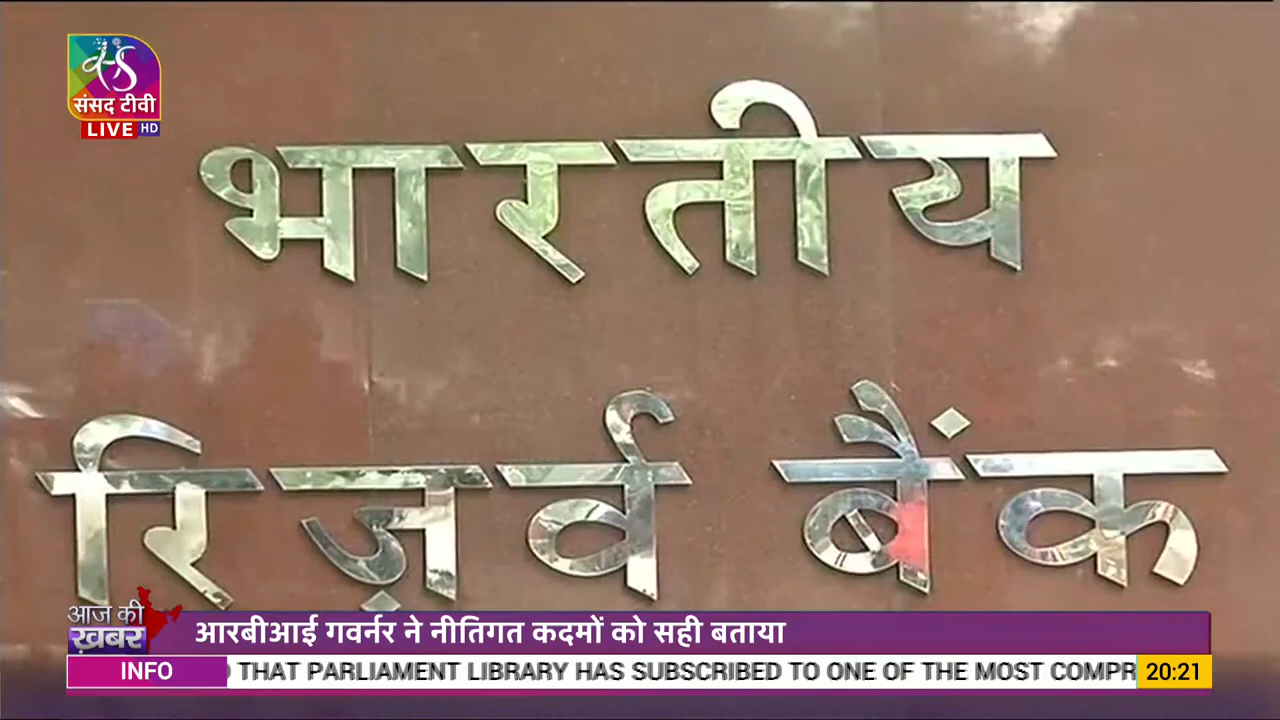 संसद टीवी
LIVE HD
भारतीय
रिज़र्व बैंक
आज की
ख़बर
आरबीआई गवर्नर ने नीतिगत कदमों को सही बताया
INFO
THAT PARLIAMENT LIBRARY HAS SUBSCRIBED TO ONE OF THE MOST COMPR
20:21